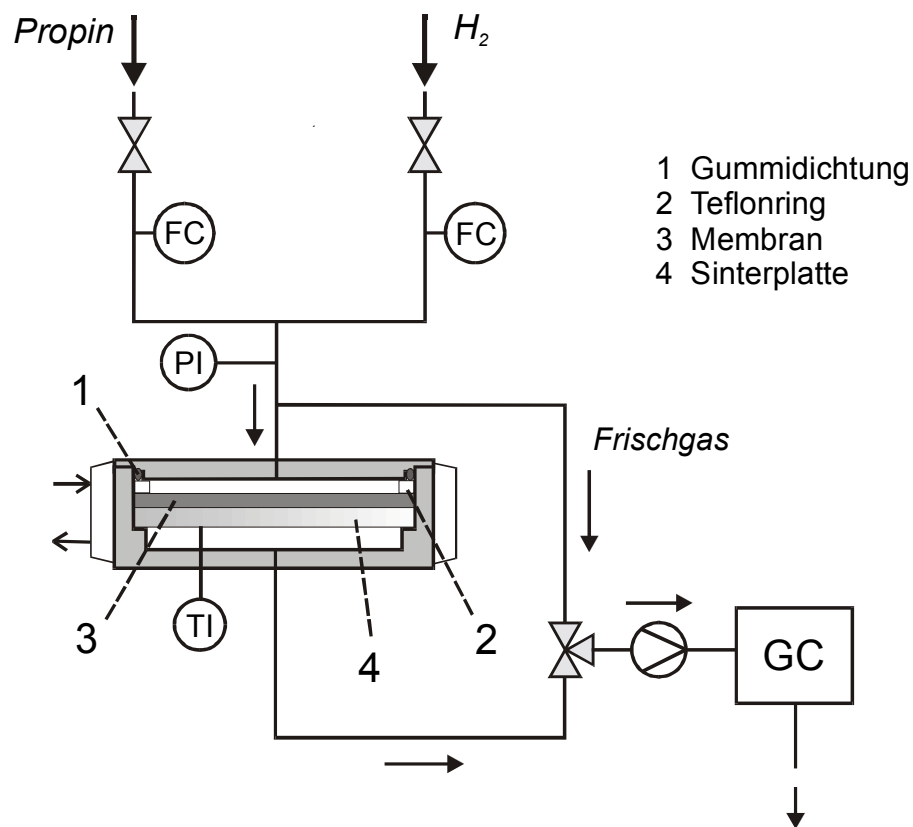 Propin
H2
FC
FC
1 Gummidichtung
2 Teflonring
3 Membran
4 Sinterplatte
PI
1
Frischgas
3
TI
4
2
GC